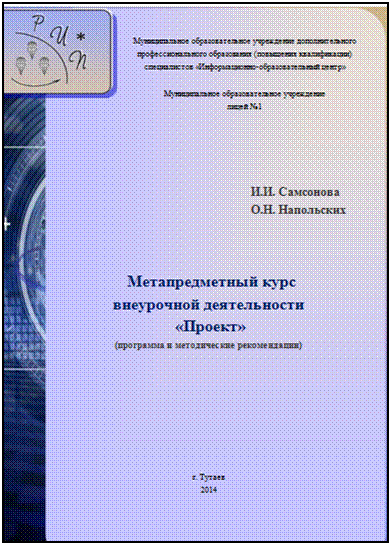 Р
И *
П
Муниципальное образовательное учреждение дополнительного
профессионального образования (повышения квалификации)
специалистов «Информационно-образовательный центр»
Муниципальное образовательное учреждение
лицей №1
И.И. Самсонова
О.Н. Напольских
Метапредметный курс
внеурочной деятельности
«Проект»
(программа и методические рекомендации)
г. Тутаев
2014